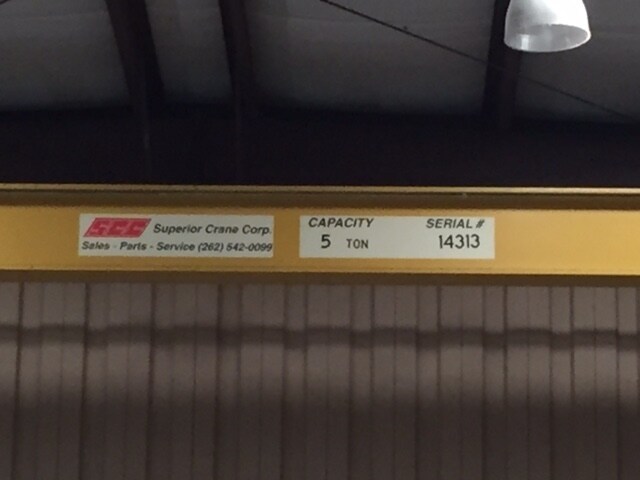 SCC Superior Crane Corp.
Sales - Parts - Service (262) 542-0099
CAPACITY SERIAL #
5 TON 14313